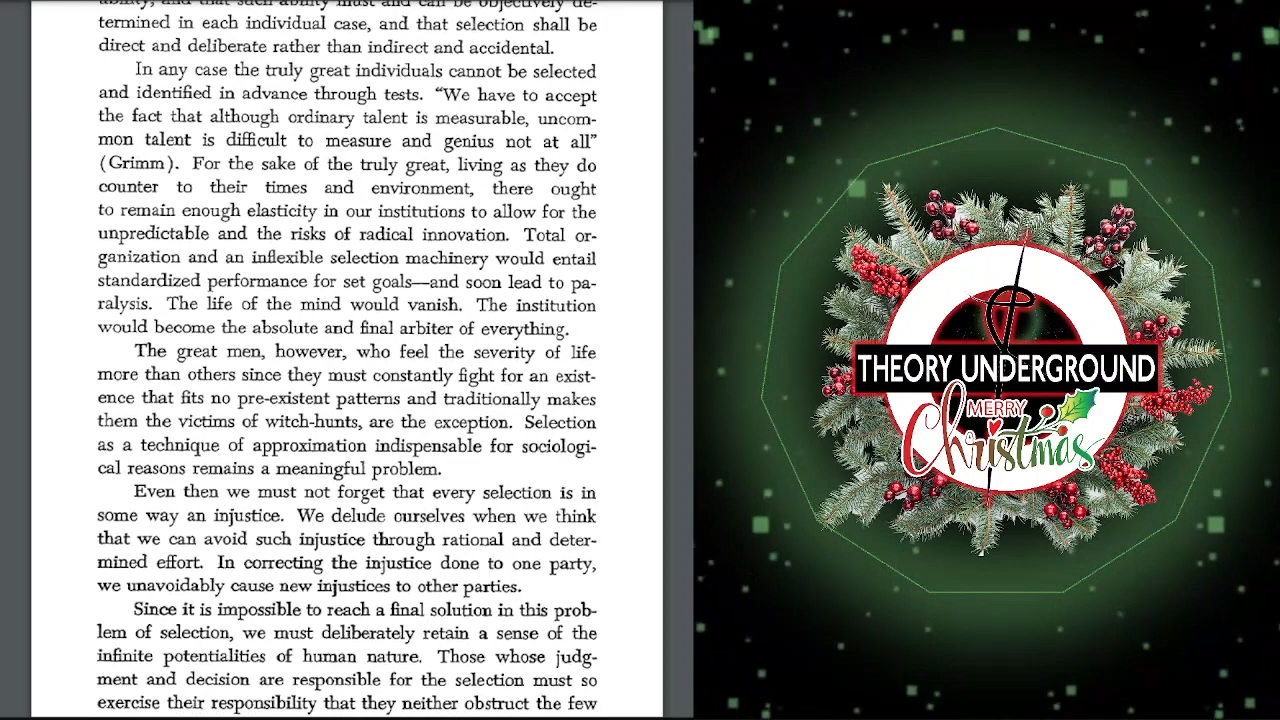 ability, and that such ability must and can be objectively de-
termined in each individual case, and that selection shall be
direct and deliberate rather than indirect and accidental.
In any case the truly great individuals cannot be selected
and identified in advance through tests. “We have to accept
the fact that although ordinary talent is measurable, uncom-
mon talent is difficult to measure and genius not at all”
(Grimm). For the sake of the truly great, living as they do
counter to their times and environment, there ought
to remain enough elasticity in our institutions to allow for the
unpredictable and the risks of radical innovation. Total or-
ganization and an inflexible selection machinery would entail
standardized performance for set goals—and soon lead to pa-
ralysis. The life of the mind would vanish. The institution
would become the absolute and final arbiter of everything.
The great men, however, who feel the severity of life
more than others since they must constantly fight for an exist-
ence that fits no pre-existent patterns and traditionally makes
them the victims of witch-hunts, are the exception. Selection
as a technique of approximation indispensable for sociologi-
cal reasons remains a meaningful problem.
Even then we must not forget that every selection is in
some way an injustice. We delude ourselves when we think
that we can avoid such injustice through rational and deter-
mined effort. In correcting the injustice done to one party,
we unavoidably cause new injustices to other parties.
Since it is impossible to reach a final solution in this prob-
lem of selection, we must deliberately retain a sense of the
infinite potentialities of human nature. Those whose judg-
ment and decision are responsible for the selection must so
exercise their responsibility that they neither obstruct the few
THEORY UNDERGROUND
MERRY
Christmas